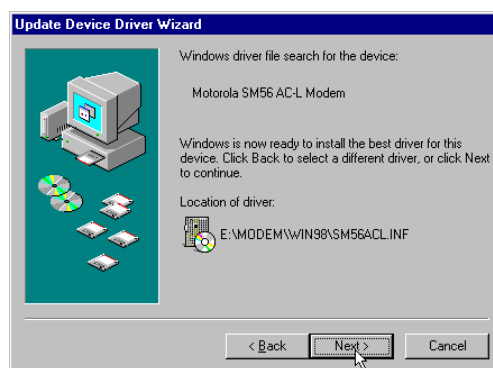 Update Device Driver Wizard
Windows driver file search for the device:
Motorola SM56 AC-L Modem
Windows is now ready to install the best driver for this
device. Click Back to select a different driver, or click Next
to continue.
Location of driver:
E:\MODEM\WIN98\SM56ACL.INF
< Back
Next >
Cancel